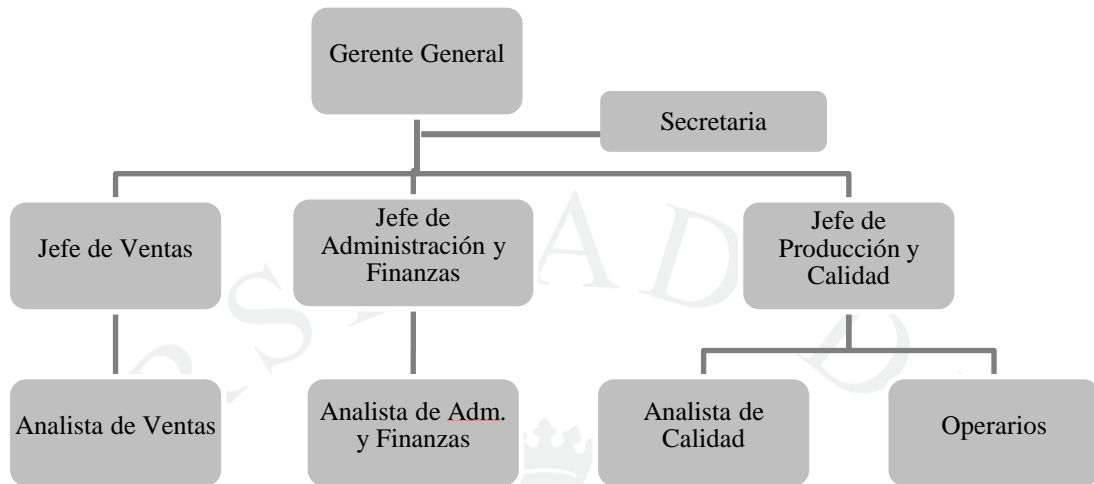 Gerente General
Secretaria
Jefe de Ventas
Jefe de
Administración y
Finanzas
Jefe de
Producción y
Calidad
Analista de Ventas
Analista de Adm.
y Finanzas
Analista de
Calidad
Operarios